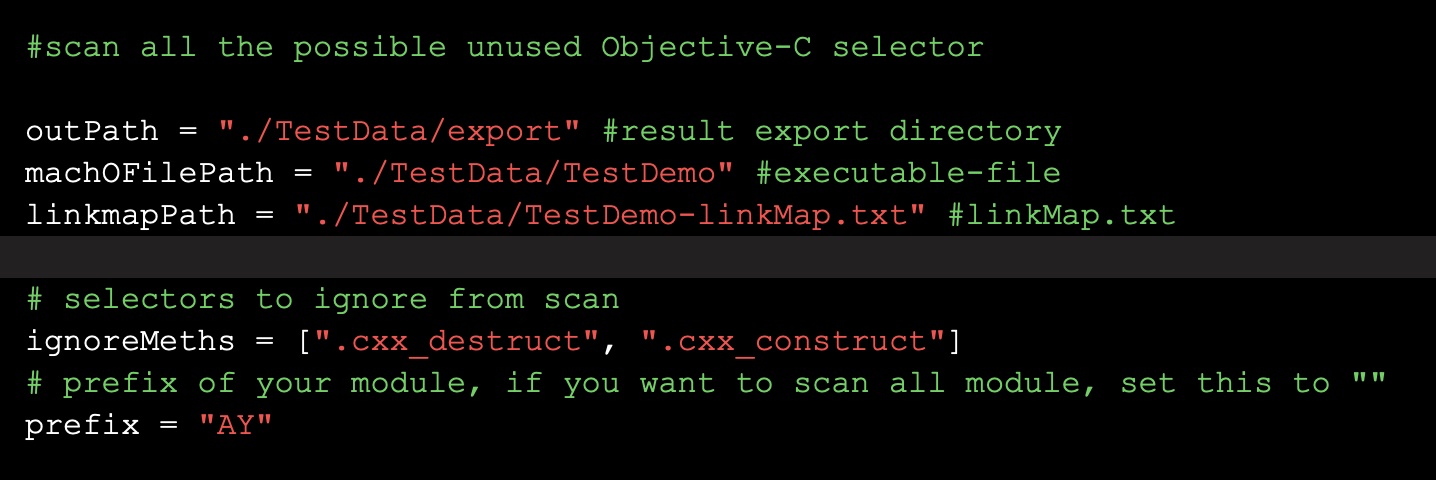 #scan all the possible unused Objective-C selector
outPath = "./TestData/export" #result export directory
machOFilePath = "./TestData/TestDemo" #executable-file
linkmapPath = "./TestData/TestDemo-linkMap.txt" #linkMap.txt
# selectors to ignore from scan
ignoreMeths = [".cxx_destruct", ".cxx_construct"]
# prefix of your module, if you want to scan all module, set this to ""
prefix = "AY"